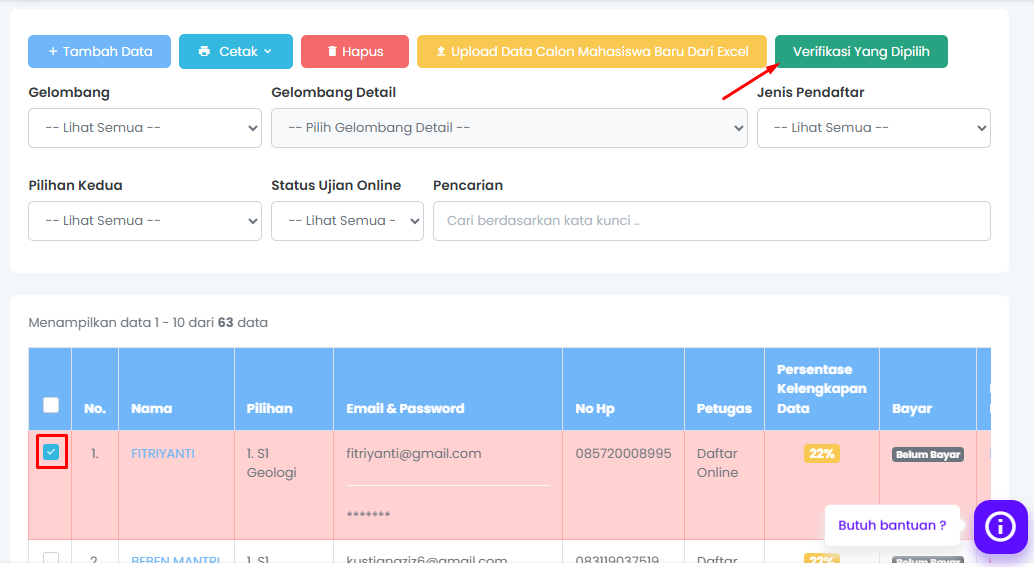 + Tambah Data Cetak Hapus Upload Data Calon Mahasiswa Baru Dari Excel Verifikasi Yang Dipilih
Gelombang Gelombang Detail Jenis Pendaftar
-- Lihat Semua -- -- Pilih Gelombang Detail -- -- Lihat Semua --
Pilihan Kedua Status Ujian Online Pencarian
-- Lihat Semua -- -- Lihat Semua - Cari berdasarkan kata kunci ..
Menampilkan data 1 - 10 dari 63 data
No. Nama Pilihan Email & Password No Hp Petugas Persentase Kelengkapan Data Bayar
1. FITRIYANTI 1. S1 Geologi fitriyanti@gmail.com 085720008995 Daftar Online 22% Belum Bayar
*******
Butuh bantuan ?
2. BEBEN MANTRI 1. S1 kustiangziz6@gmail.com 083119037519 Daftar 22% Belum Bayar